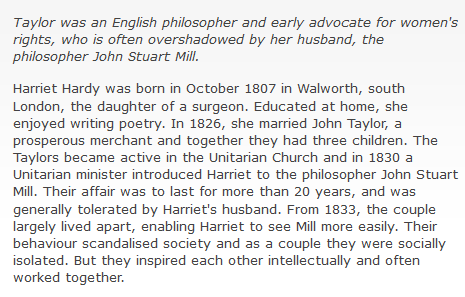 Taylor was an English philosopher and early advocate for women's
rights, who is often overshadowed by her husband, the
philosopher John Stuart Mill.
Harriet Hardy was born in October 1807 in Walworth, south
London, the daughter of a surgeon. Educated at home, she
enjoyed writing poetry. In 1826, she married John Taylor, a
prosperous merchant and together they had three children. The
Taylors became active in the Unitarian Church and in 1830 a
Unitarian minister introduced Harriet to the philosopher John Stuart
Mill. Their affair was to last for more than 20 years, and was
generally tolerated by Harriet's husband. From 1833, the couple
largely lived apart, enabling Harriet to see Mill more easily. Their
behaviour scandalised society and as a couple they were socially
isolated. But they inspired each other intellectually and often
worked together.